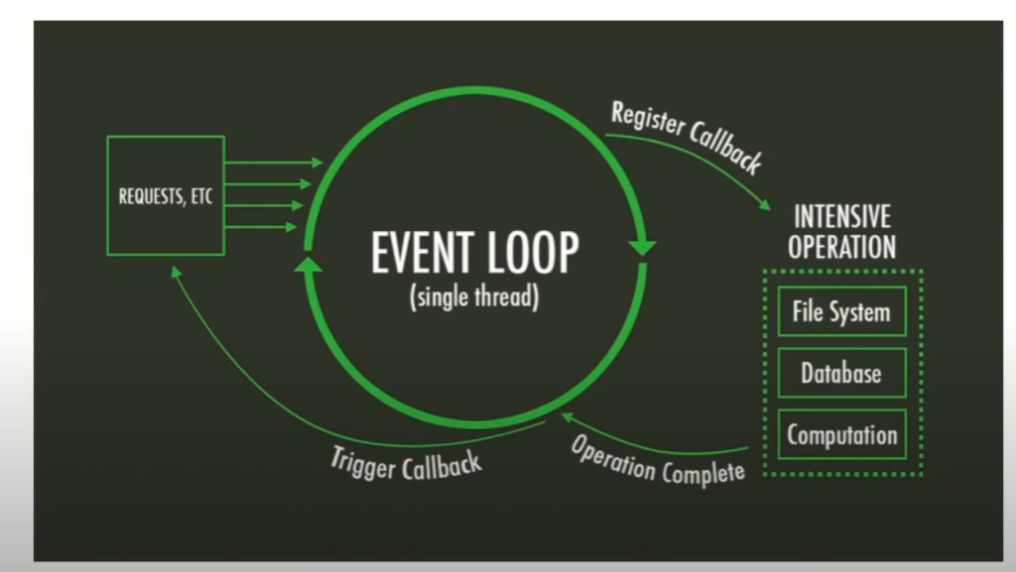 REQUESTS, ETC
EVENT LOOP
(single thread)
Register Callback
INTENSIVE
OPERATION
File System
Database
Computation
Operation Complete
Trigger Callback